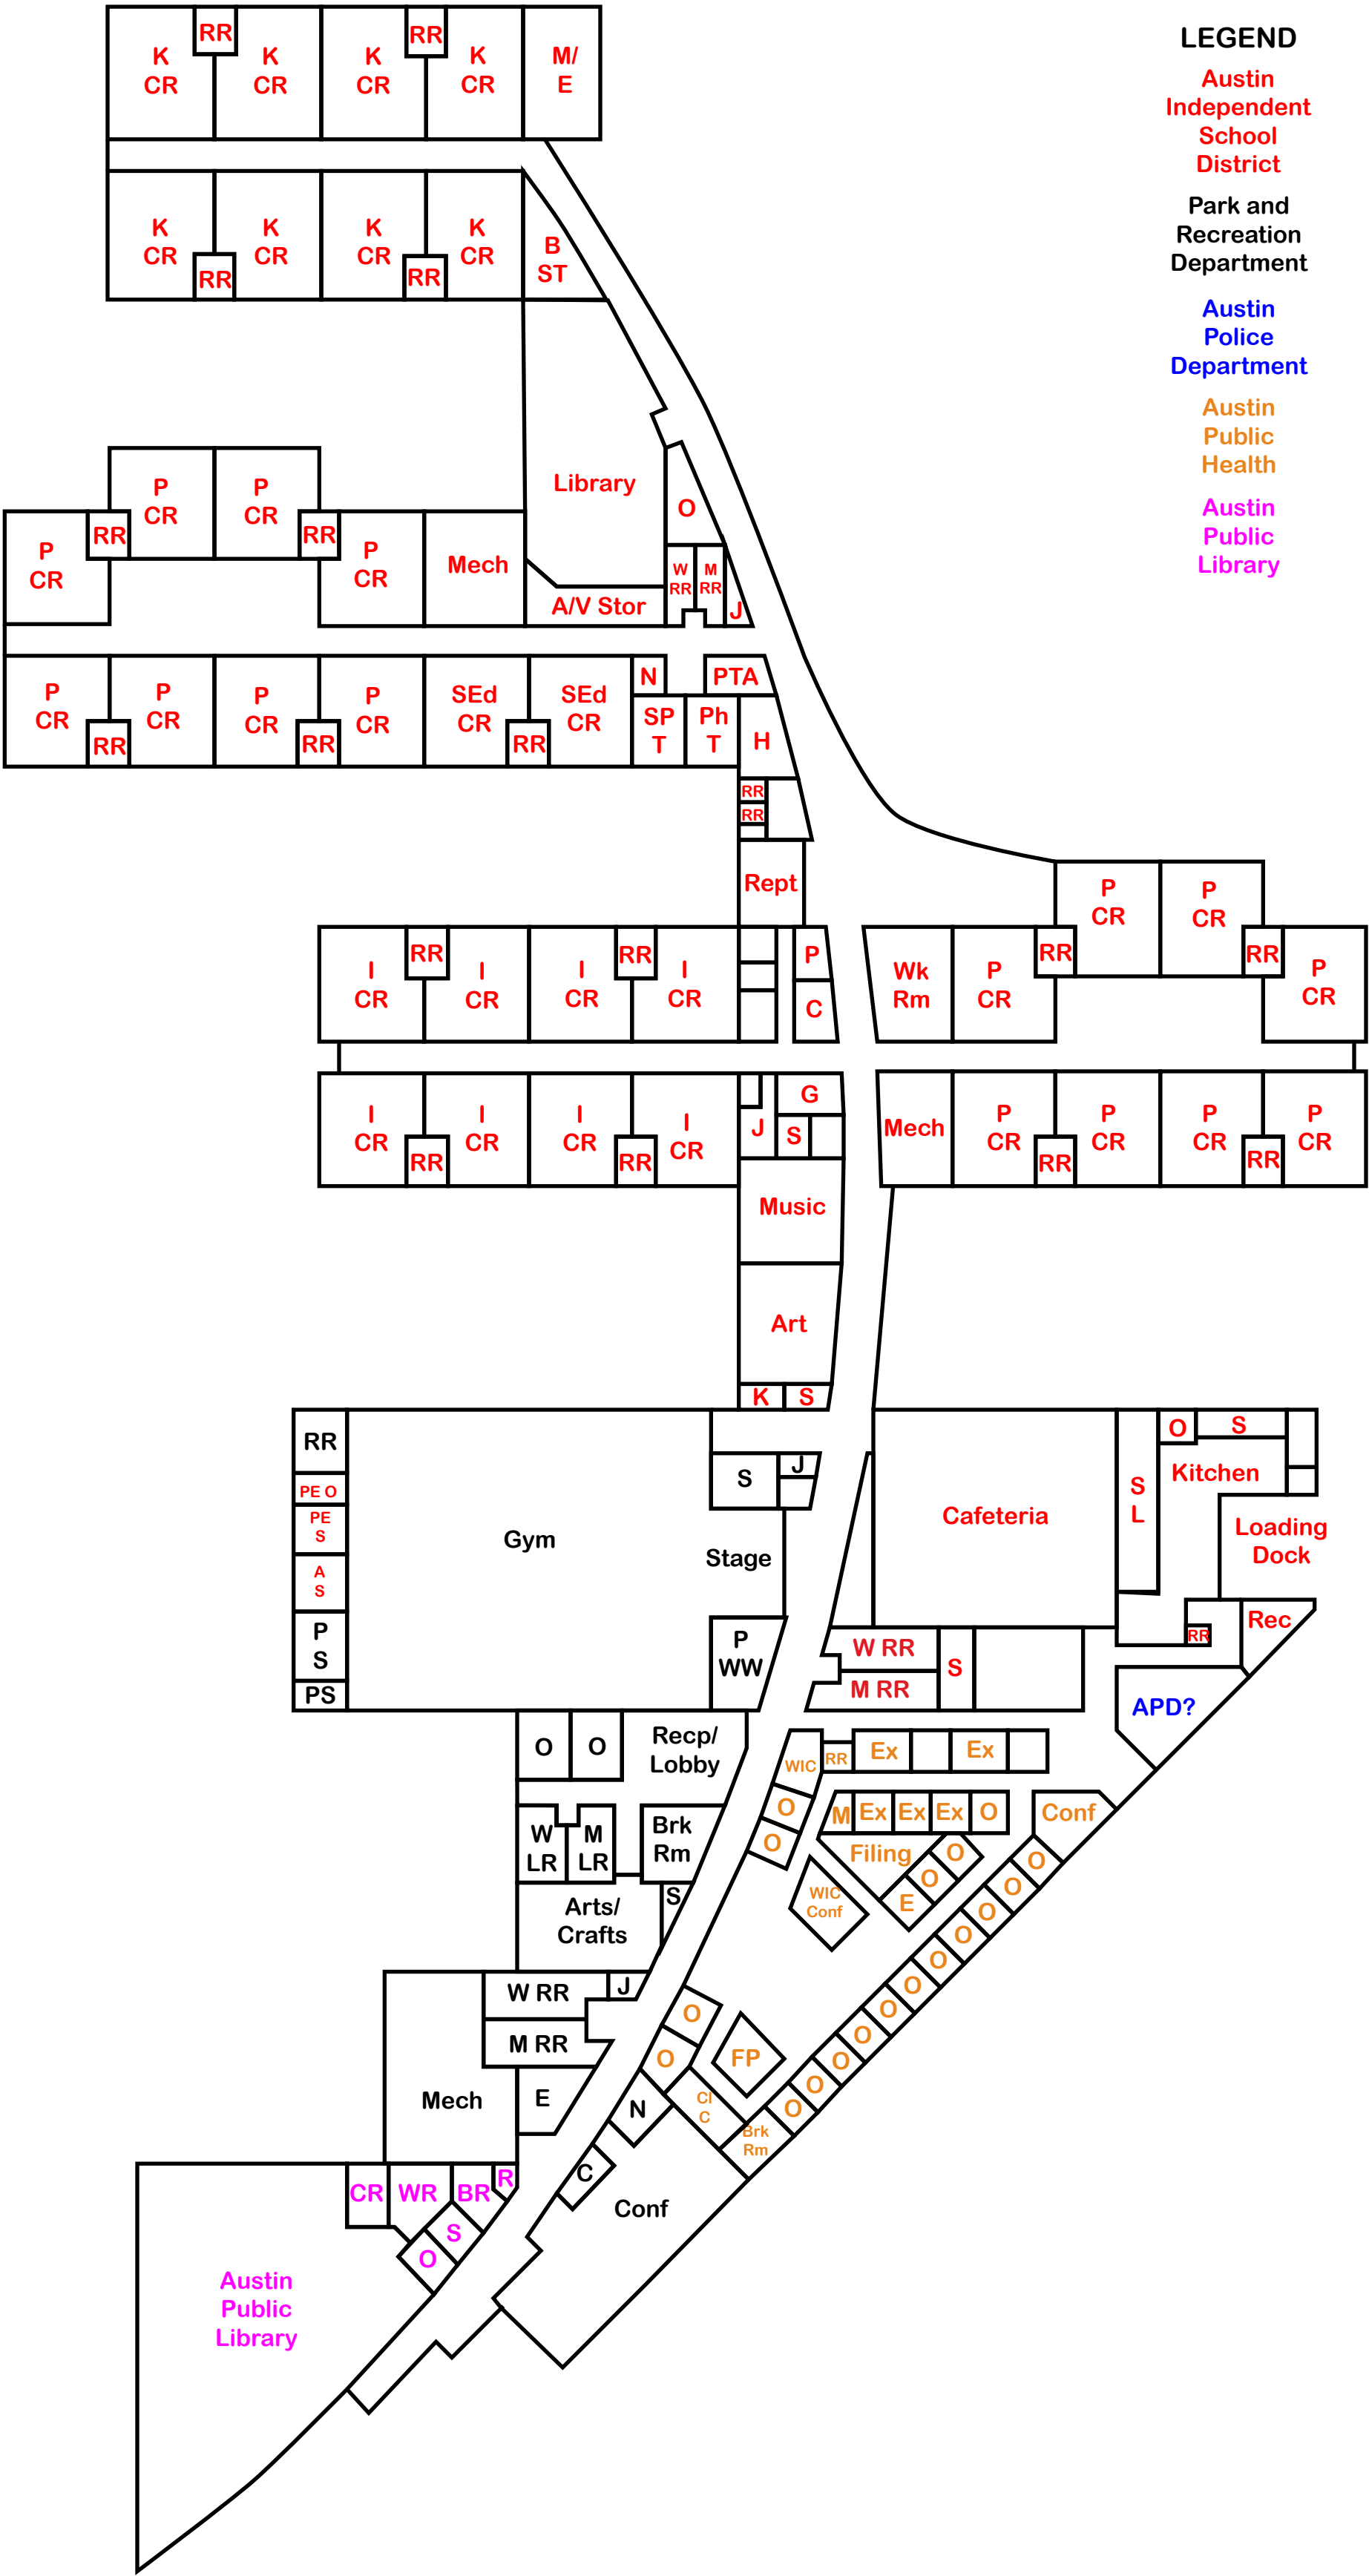 LEGEND
Austin
Independent
School
District
Park and
Recreation
Department
Austin
Police
Department
Austin
Public
Health
Austin
Public
Library
RR
RR
K
CR
K
CR
K
CR
K
CR
M/
E
K
CR
K
CR
K
CR
K
CR
B
ST
RR
RR
Library
P
CR
P
CR
O
P
CR
RR
RR
P
CR
Mech
W
RR
M
RR
A/V Stor
J
P
CR
P
CR
P
CR
P
CR
SEd
CR
SEd
CR
N
PTA
RR
RR
RR
SP
T
Ph
T
H
RR
RR
Rept
P
CR
P
CR
RR
RR
I
CR
I
CR
I
CR
I
CR
P
C
Wk
Rm
P
CR
RR
RR
P
CR
I
CR
I
CR
I
CR
I
CR
RR
RR
J
G
S
Mech
P
CR
P
CR
P
CR
P
CR
RR
RR
Music
Art
K
S
RR
PE O
PE
S
A
S
P
S
PS
Gym
S
J
Stage
P
WW
Cafeteria
S
L
O
S
Kitchen
Loading
Dock
Rec
RR
W RR
M RR
S
APD?
O
O
Recp/
Lobby
WIC
RR
Ex
Ex
O
O
M
Ex
Ex
Ex
O
Conf
W
LR
M
LR
Brk
Rm
Filing
O
O
E
WIC
Conf
Arts/
Crafts
S
O
O
O
O
O
O
O
O
O
O
O
W RR
J
M RR
O
O
FP
Mech
E
N
CI
C
Brk
Rm
C
Conf
CR
WR
BR
R
S
O
Austin
Public
Library